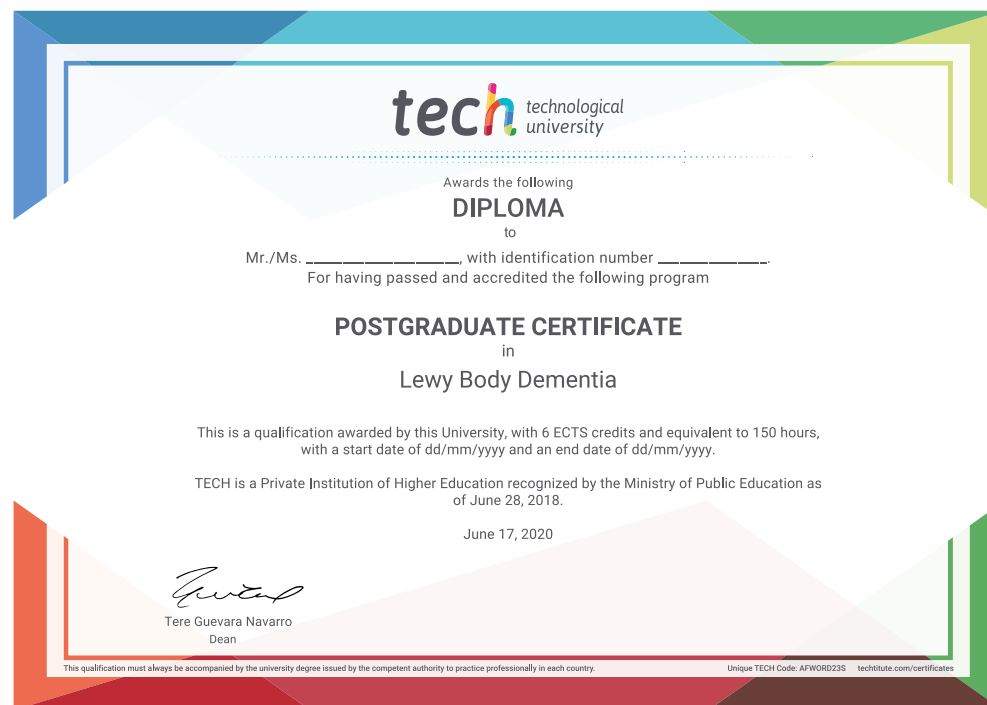 tech technological
university
Awards the following
DIPLOMA
to
Mr./Ms. ____________________, with identification number ______________.
For having passed and accredited the following program
POSTGRADUATE CERTIFICATE
in
Lewy Body Dementia
This is a qualification awarded by this University, with 6 ECTS credits and equivalent to 150 hours,
with a start date of dd/mm/yyyy and an end date of dd/mm/yyyy.
TECH is a Private Institution of Higher Education recognized by the Ministry of Public Education as
of June 28, 2018.
June 17, 2020
Tere Guevara Navarro
Dean
This qualification must always be accompanied by the university degree issued by the competent authority to practice professionally in each country.
Unique TECH Code: AFWORD23S techtitute.com/certificates